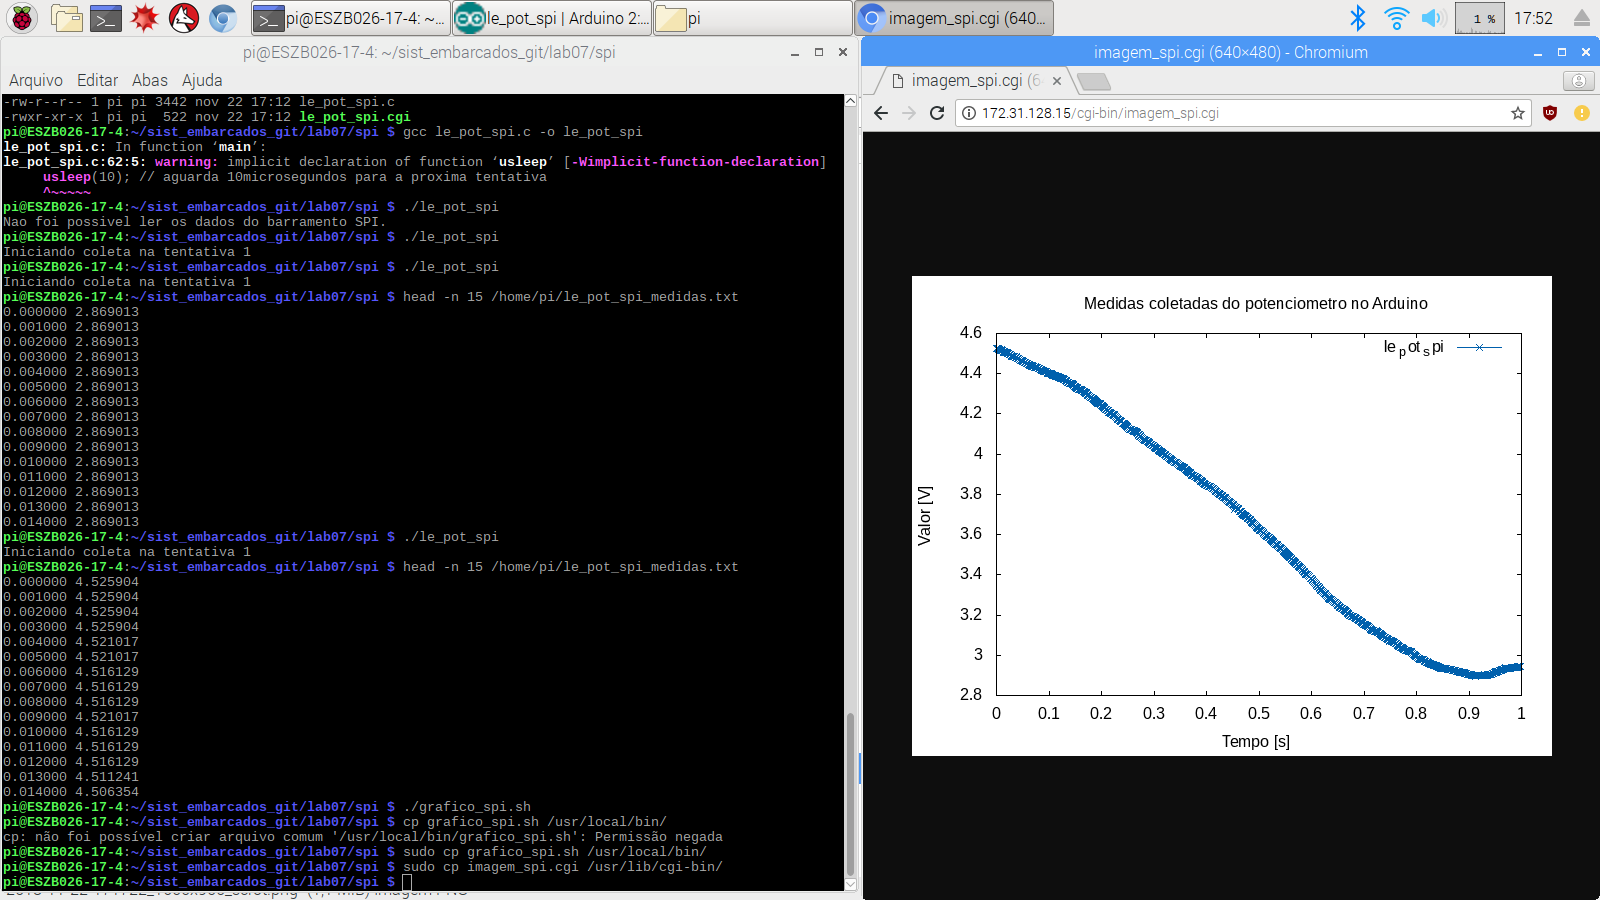 pi@ESZB026-17-4: ~...
le_pot_spi | Arduino 2:...
pi
imagem_spi.cgi (640...
1 %
17:52
pi@ESZB026-17-4: ~/sist_embarcados_git/lab07/spi
Arquivo Editar Abas Ajuda
-rw-r--r-- 1 pi pi 3442 nov 22 17:12 le_pot_spi.c
-rwxr-xr-x 1 pi pi  522 nov 22 17:12 le_pot_spi.cgi
pi@ESZB026-17-4:~/sist_embarcados_git/lab07/spi $ gcc le_pot_spi.c -o le_pot_spi
le_pot_spi.c: In function ‘main’:
le_pot_spi.c:62:5: warning: implicit declaration of function ‘usleep’ [-Wimplicit-function-declaration]
usleep(10); // aguarda 10microsegundos para a proxima tentativa
^~~~~~
pi@ESZB026-17-4:~/sist_embarcados_git/lab07/spi $ ./le_pot_spi
Nao foi possivel ler os dados do barramento SPI.
pi@ESZB026-17-4:~/sist_embarcados_git/lab07/spi $ ./le_pot_spi
Iniciando coleta na tentativa 1
pi@ESZB026-17-4:~/sist_embarcados_git/lab07/spi $ ./le_pot_spi
Iniciando coleta na tentativa 1
pi@ESZB026-17-4:~/sist_embarcados_git/lab07/spi $ head -n 15 /home/pi/le_pot_spi_medidas.txt
0.000000 2.869013
0.001000 2.869013
0.002000 2.869013
0.003000 2.869013
0.004000 2.869013
0.005000 2.869013
0.006000 2.869013
0.007000 2.869013
0.008000 2.869013
0.009000 2.869013
0.010000 2.869013
0.011000 2.869013
0.012000 2.869013
0.013000 2.869013
0.014000 2.869013
pi@ESZB026-17-4:~/sist_embarcados_git/lab07/spi $ ./le_pot_spi
Iniciando coleta na tentativa 1
pi@ESZB026-17-4:~/sist_embarcados_git/lab07/spi $ head -n 15 /home/pi/le_pot_spi_medidas.txt
0.000000 4.525904
0.001000 4.525904
0.002000 4.525904
0.003000 4.525904
0.004000 4.521017
0.005000 4.521017
0.006000 4.516129
0.007000 4.516129
0.008000 4.516129
0.009000 4.521017
0.010000 4.516129
0.011000 4.516129
0.012000 4.516129
0.013000 4.511241
0.014000 4.506354
pi@ESZB026-17-4:~/sist_embarcados_git/lab07/spi $ ./grafico_spi.sh
pi@ESZB026-17-4:~/sist_embarcados_git/lab07/spi $ cp grafico_spi.sh /usr/local/bin/
cp: não foi possível criar arquivo comum '/usr/local/bin/grafico_spi.sh': Permissão negada
pi@ESZB026-17-4:~/sist_embarcados_git/lab07/spi $ sudo cp grafico_spi.sh /usr/local/bin/
pi@ESZB026-17-4:~/sist_embarcados_git/lab07/spi $ sudo cp imagem_spi.cgi /usr/lib/cgi-bin/
pi@ESZB026-17-4:~/sist_embarcados_git/lab07/spi $
imagem_spi.cgi (640×480) - Chromium
imagem_spi.cgi (6
172.31.128.15/cgi-bin/imagem_spi.cgi
Medidas coletadas do potenciometro no Arduino
le pot spi
Valor [V]
4.6
4.4
4.2
4
3.8
3.6
3.4
3.2
3
2.8
0 0.1 0.2 0.3 0.4 0.5 0.6 0.7 0.8 0.9 1
Tempo [s]